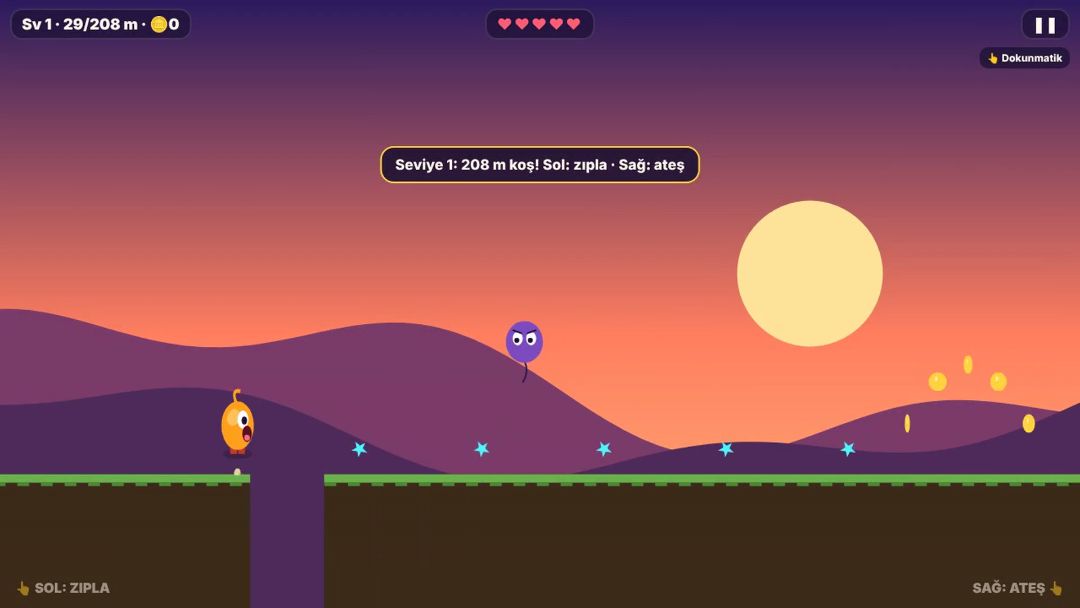 Sv 1 · 29/208 m · 0
Dokunmatik
Seviye 1: 208 m koş! Sol: zıpla · Sağ: ateş
SOL: ZIPLA
SAĞ: ATEŞ